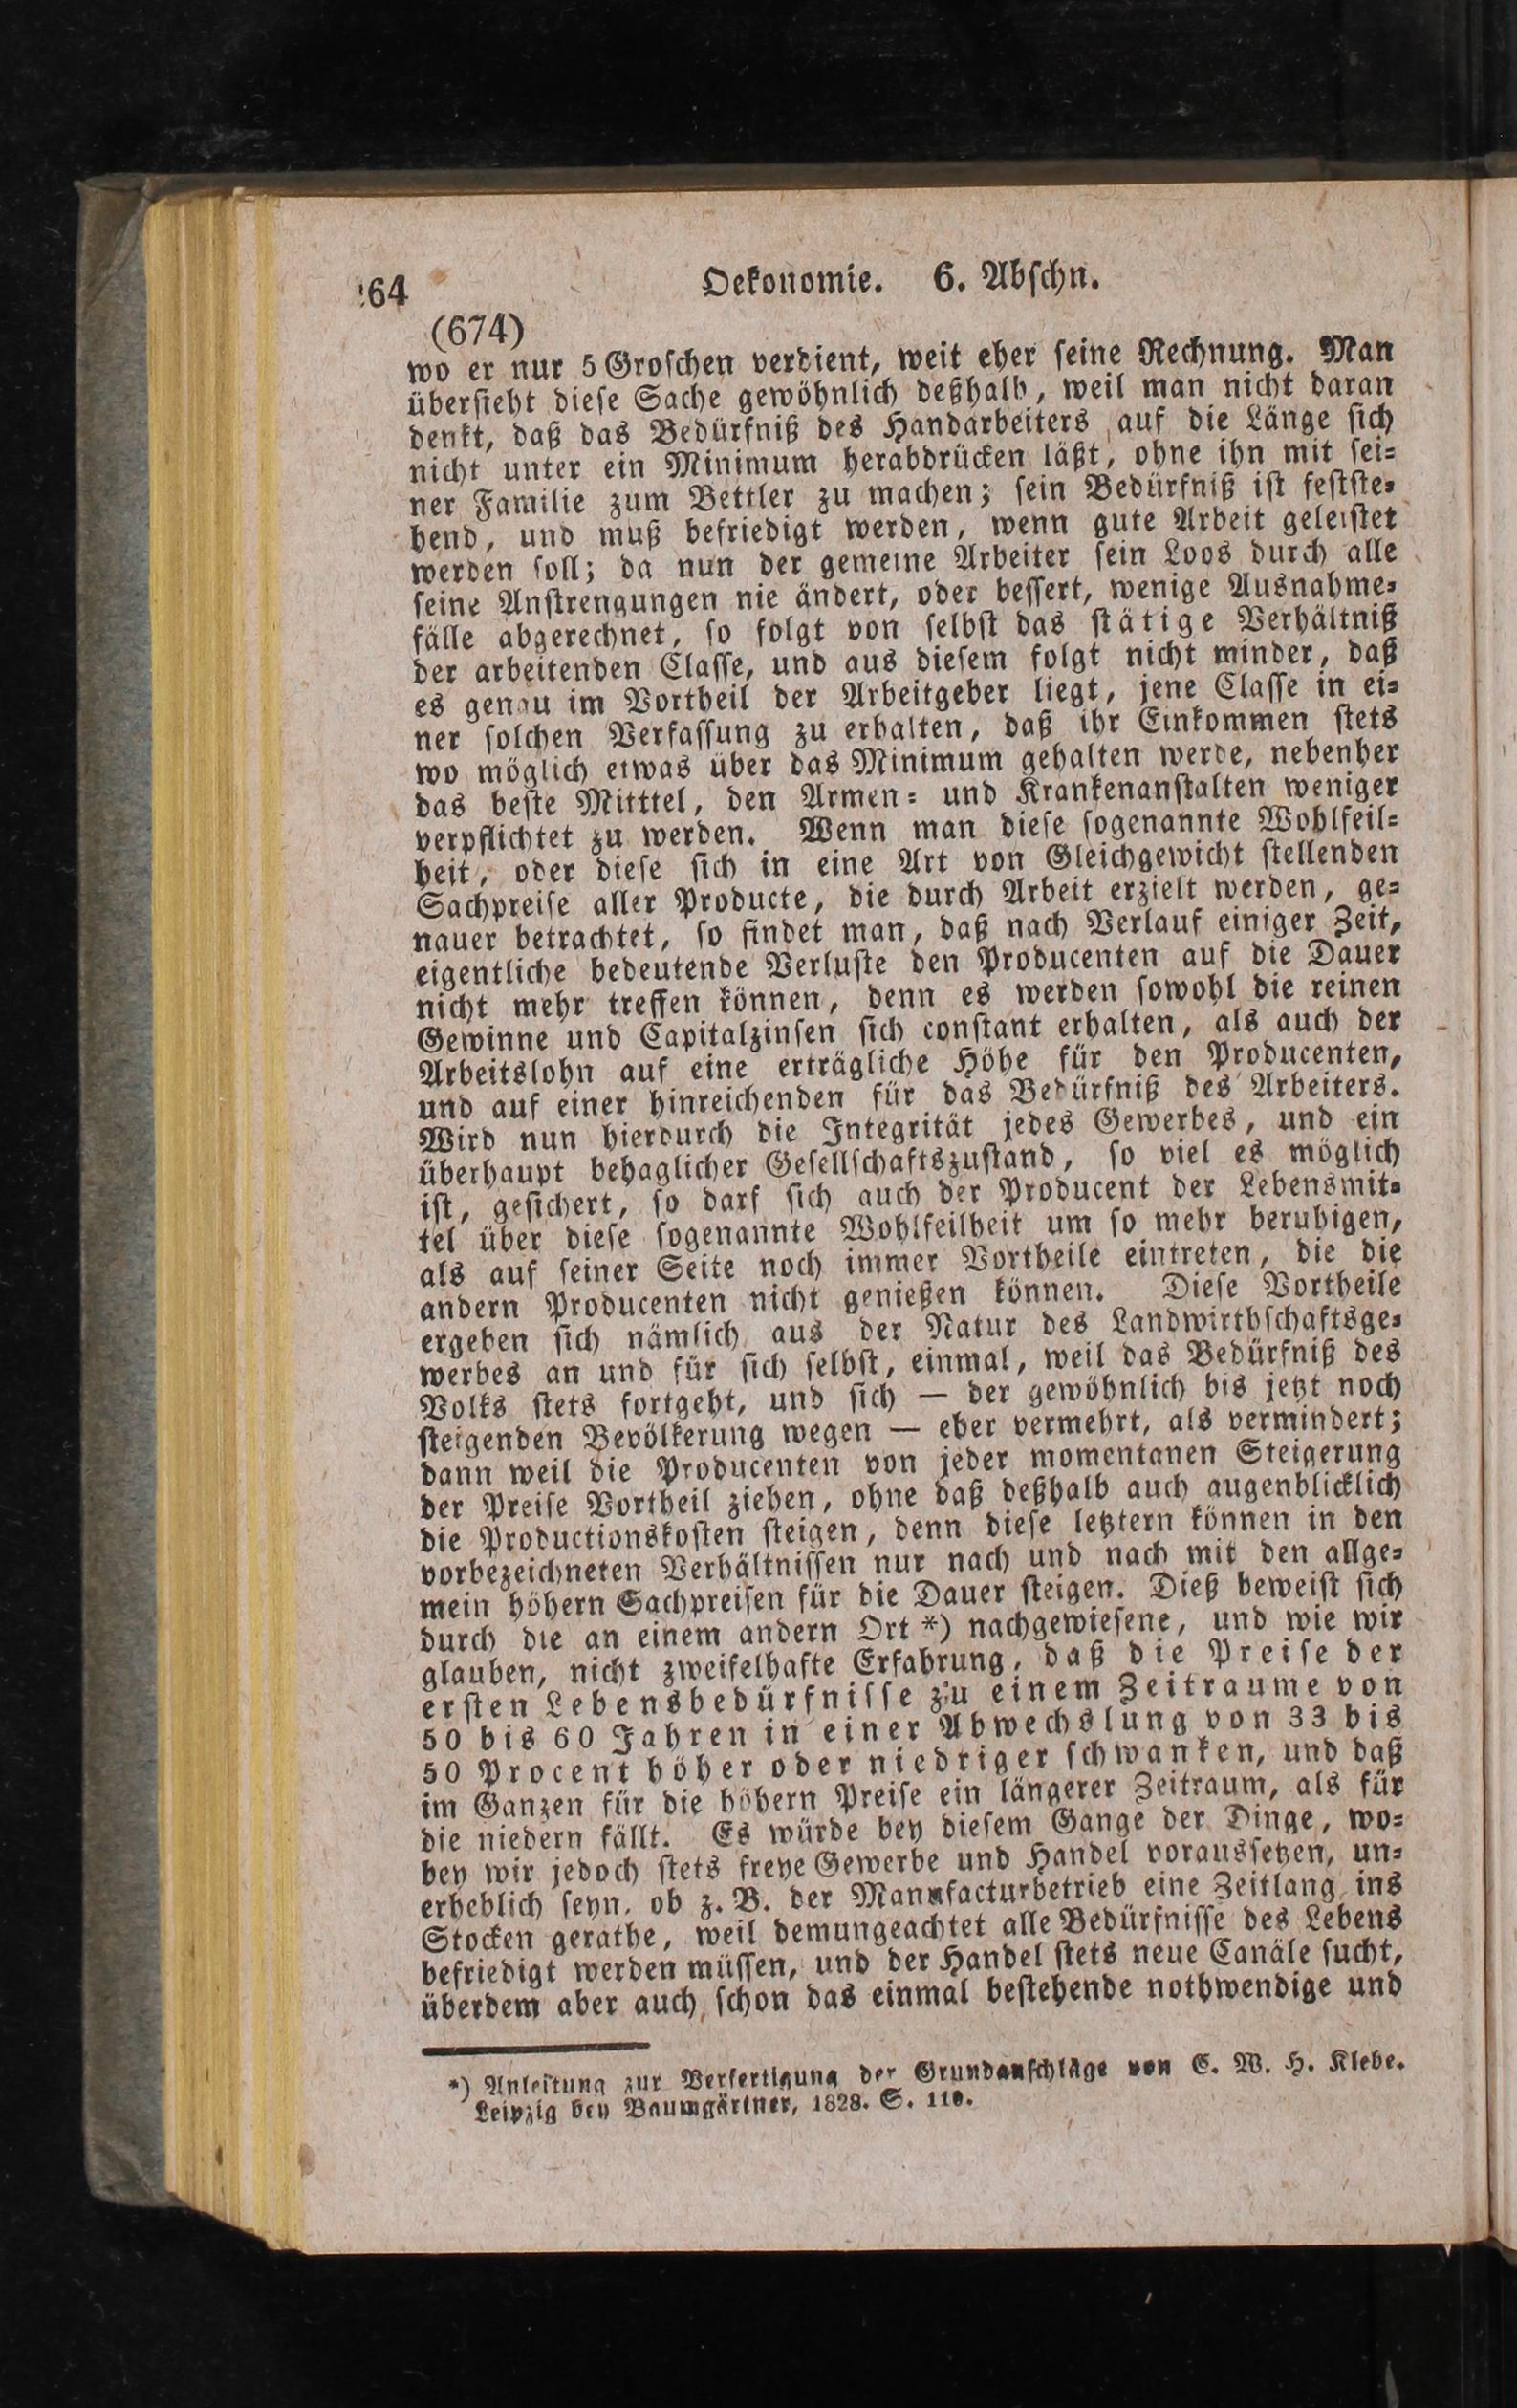 264 Oekonomie. 6. Abschn.
(674)
wo er nur 5 Groschen verdient, weit eher seine Rechnung. Man
übersieht diese Sache gewöhnlich deßhalb, weil man nicht daran
denkt, daß das Bedürfniß des Handarbeiters auf die Länge sich
nicht unter ein Minimum herabdrücken läßt, ohne ihn mit sei-
ner Familie zum Bettler zu machen; sein Bedürfniß ist festste-
hend, und muß befriedigt werden, wenn gute Arbeit geleistet
werden soll; da nun der gemeine Arbeiter sein Loos durch alle
seine Anstrengungen nie ändert, oder bessert, wenige Ausnahme-
fälle abgerechnet, so folgt von selbst das stätige Verhältniß
der arbeitenden Classe, und aus diesem folgt nicht minder, daß
es genau im Vortheil der Arbeitgeber liegt, jene Classe in ei-
ner solchen Verfassung zu erhalten, daß ihr Einkommen stets
wo möglich etwas über das Minimum gehalten werde, nebenher
das beste Mitttel, den Armen- und Krankenanstalten weniger
verpflichtet zu werden. Wenn man diese sogenannte Wohlfeil-
heit, oder diese sich in eine Art von Gleichgewicht stellenden
Sachpreise aller Producte, die durch Arbeit erzielt werden, ge-
nauer betrachtet, so findet man, daß nach Verlauf einiger Zeit,
eigentliche bedeutende Verluste den Producenten auf die Dauer
nicht mehr treffen können, denn es werden sowohl die reinen
Gewinne und Capitalzinsen sich constant erhalten, als auch der
Arbeitslohn auf eine erträgliche Höhe für den Producenten,
und auf einer hinreichenden für das Bedürfniß des Arbeiters.
Wird nun hierdurch die Integrität jedes Gewerbes, und ein
überhaupt behaglicher Gesellschaftszustand, so viel es möglich
ist, gesichert, so darf sich auch der Producent der Lebensmit-
tel über diese sogenannte Wohlfeilheit um so mehr beruhigen,
als auf seiner Seite noch immer Vortheile eintreten, die die
andern Producenten nicht genießen können. Diese Vortheile
ergeben sich nämlich aus der Natur des Landwirthschaftsge-
werbes an und für sich selbst, einmal, weil das Bedürfniß des
Volks stets fortgeht, und sich — der gewöhnlich bis jetzt noch
steigenden Bevölkerung wegen — eher vermehrt, als vermindert;
dann weil die Producenten von jeder momentanen Steigerung
der Preise Vortheil ziehen, ohne daß deßhalb auch augenblicklich
die Productionskosten steigen, denn diese letztern können in den
vorbezeichneten Verhältnissen nur nach und nach mit den allge-
mein höhern Sachpreisen für die Dauer steigen. Dieß beweist sich
durch die an einem andern Ort *) nachgewiesene, und wie wir
glauben, nicht zweifelhafte Erfahrung, daß die Preise der
ersten Lebensbedürfnisse zu einem Zeitraume von
50 bis 60 Jahren in einer Abwechslung von 33 bis
50 Procent höher oder niedriger schwanken, und daß
im Ganzen für die höhern Preise ein längerer Zeitraum, als für
die niedern fällt. Es würde bey diesem Gange der Dinge, wo-
bey wir jedoch stets freye Gewerbe und Handel voraussetzen, un-
erheblich seyn, ob z. B. der Manufacturbetrieb eine Zeitlang ins
Stocken gerathe, weil demungeachtet alle Bedürfnisse des Lebens
befriedigt werden müssen, und der Handel stets neue Canäle sucht,
überdem aber auch schon das einmal bestehende nothwendige und
*) Anleitung zur Verfertigung der Grundanschläge von E. W. H. Klebe.
Leipzig bey Baumgärtner, 1828. S. 110.